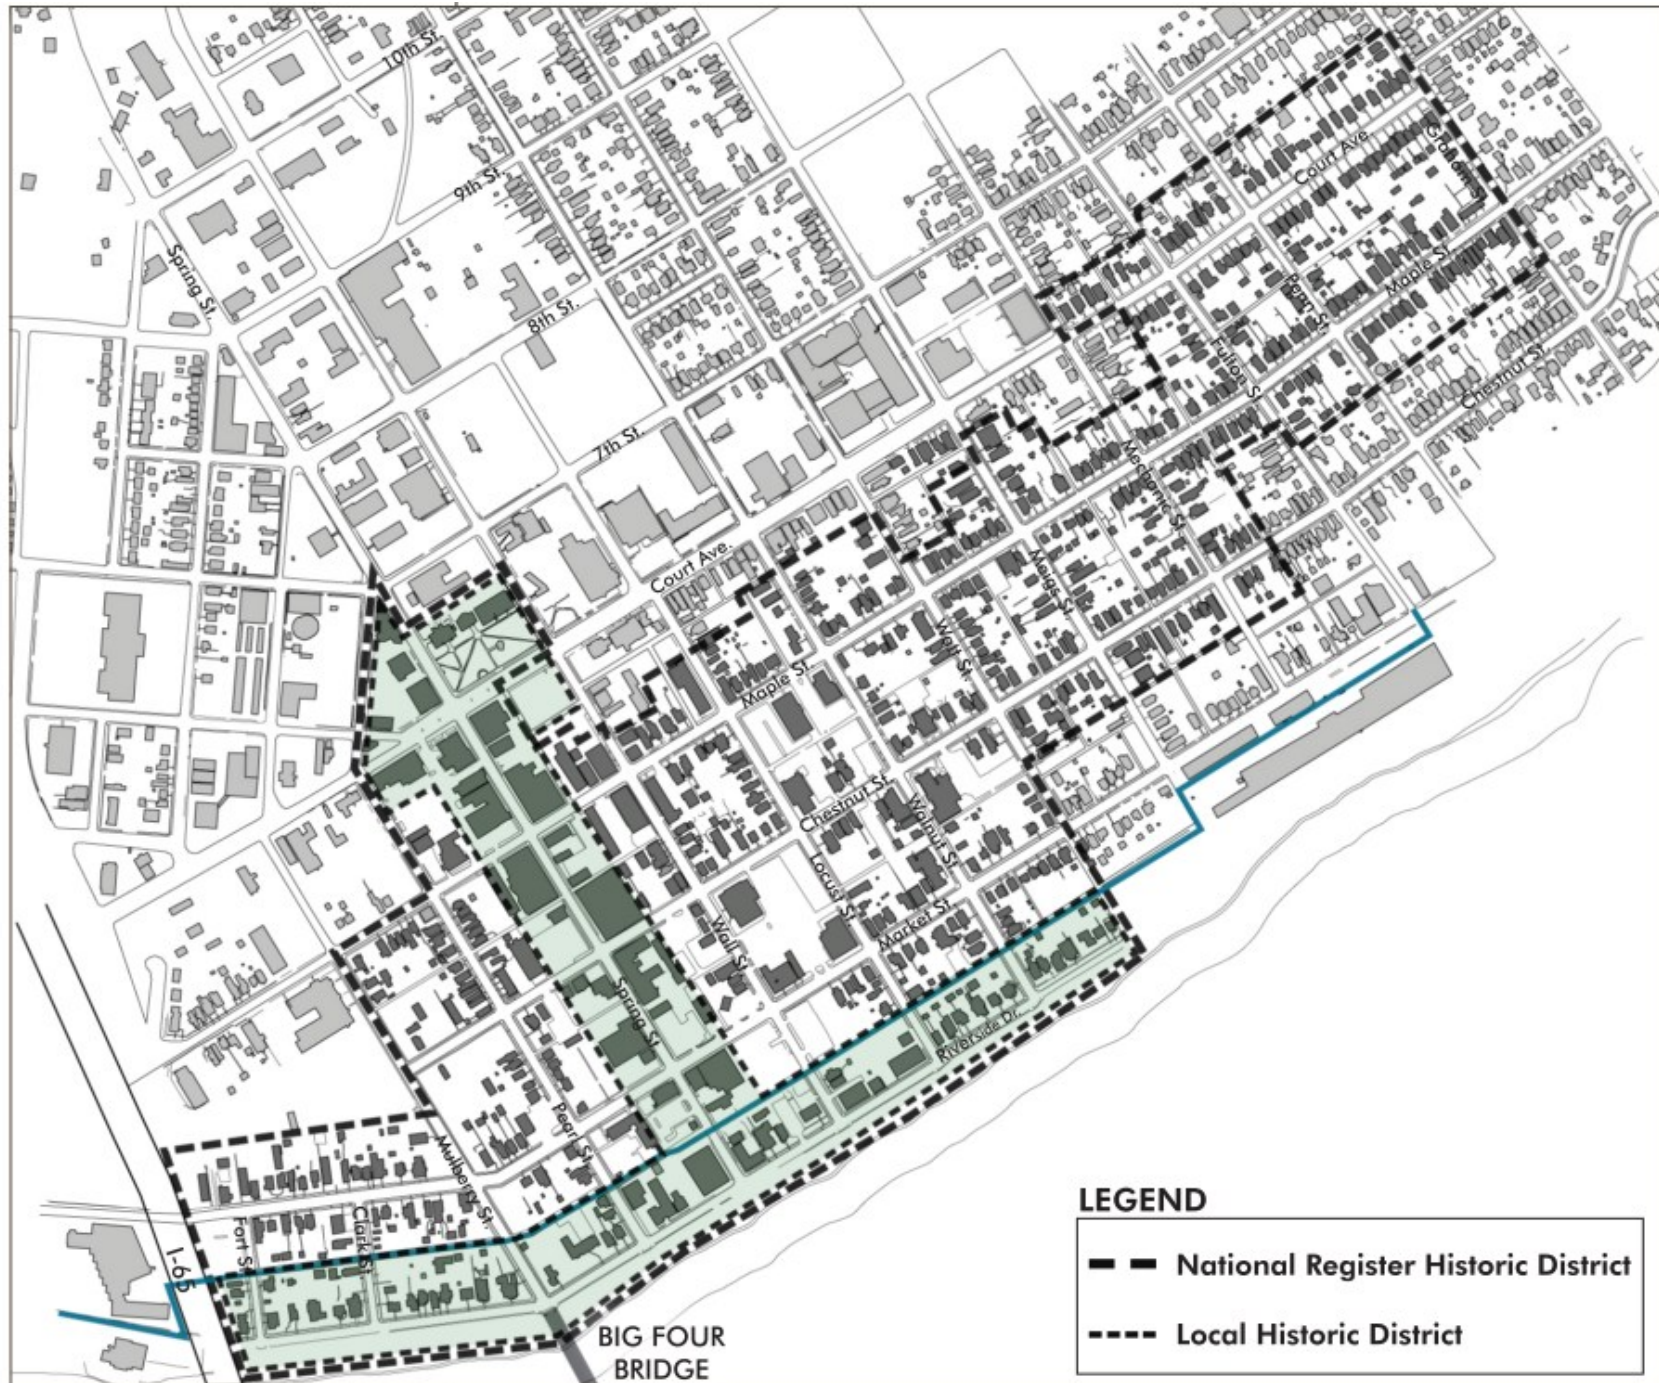 10th St.
9th St.
Spring St.
8th St.
7th St.
Court Ave.
Court Ave.
Graham St.
Penn St.
Maple St.
Fulton St.
Chestnut St.
Mechanic St.
Meigs St.
Watt St.
Maple St.
Chestnut St.
Walnut St.
Locust St.
Market St.
Wall St.
Spring St.
Riverside Dr.
Pearl St.
Mulberry St.
Clark St.
Fort St.
I-65
BIG FOUR
BRIDGE
LEGEND
National Register Historic District
Local Historic District